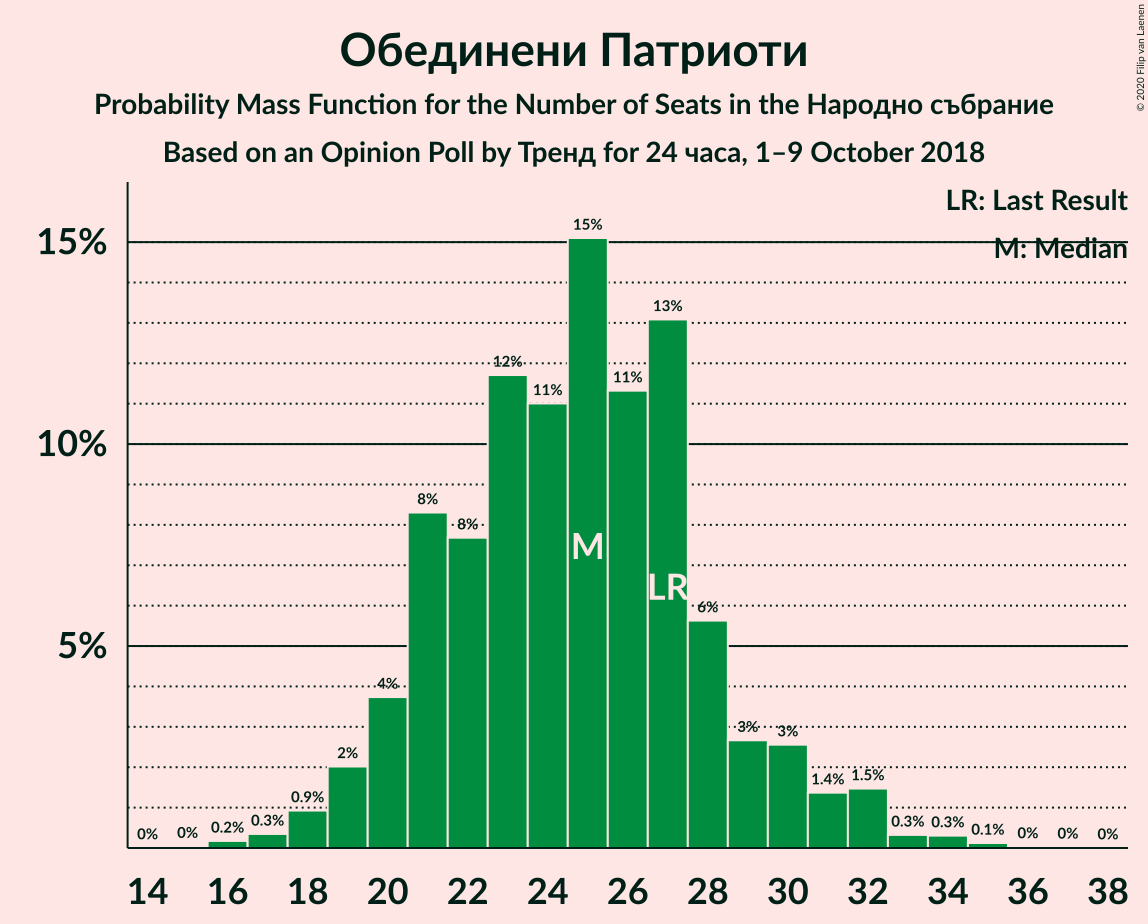 Обединени Патриоти
Probability Mass Function for the Number of Seats in the Народно събрание
Based on an Opinion Poll by Тренд for 24 часа, 1–9 October 2018
© 2020 Filip van Laenen
LR: Last Result
M: Median
15%
10%
5%
0% 0% 0.2% 0.3% 0.9% 2% 4% 8% 8% 12% 11% 15% 11% 13% 6% 3% 3% 1.4% 1.5% 0.3% 0.3% 0.1% 0% 0% 0%
M
LR
14 16 18 20 22 24 26 28 30 32 34 36 38